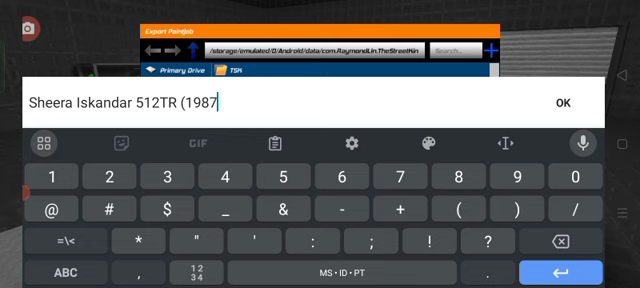 Export Paintjob
/storage/emulated/0/Android/data/com.RaymondLin.TheStreetKin
Search...
Primary Drive
TSK
Sheera Iskandar 512TR (1987
OK
GIF
1 2 3 4 5 6 7 8 9 0
@ # $ _ & - + ( ) /
=\< * " ' : ; ! ?
ABC , 12 34 MS • ID • PT .